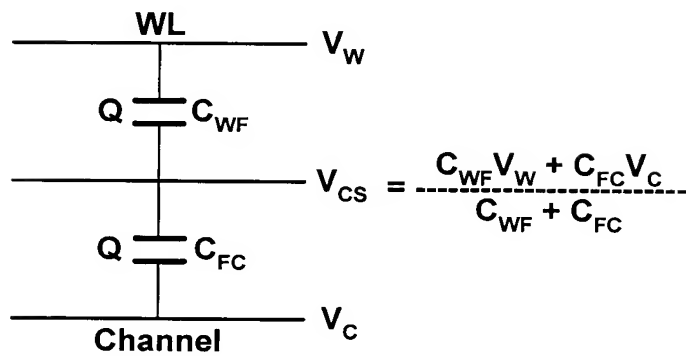 WL
V_W
Q C_WF
V_CS = C_WF V_W + C_FC V_C
C_WF + C_FC
Q C_FC
V_C
Channel